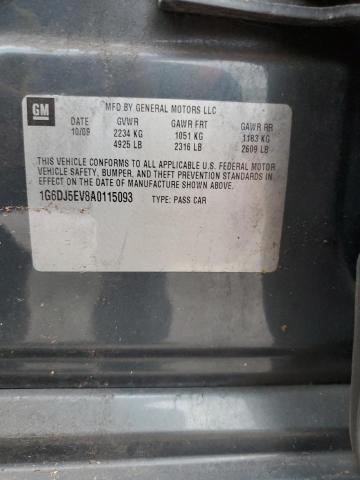 GM
MFD BY GENERAL MOTORS LLC
DATE GVWR GAWR FRT GAWR RR
10/09 2234 KG 1051 KG 1183 KG
4925 LB 2316 LB 2609 LB
THIS VEHICLE CONFORMS TO ALL APPLICABLE U.S. FEDERAL MOTOR
VEHICLE SAFETY, BUMPER, AND THEFT PREVENTION STANDARDS IN
EFFECT ON THE DATE OF MANUFACTURE SHOWN ABOVE.
1G6DJ5EV8A0115093 TYPE: PASS CAR